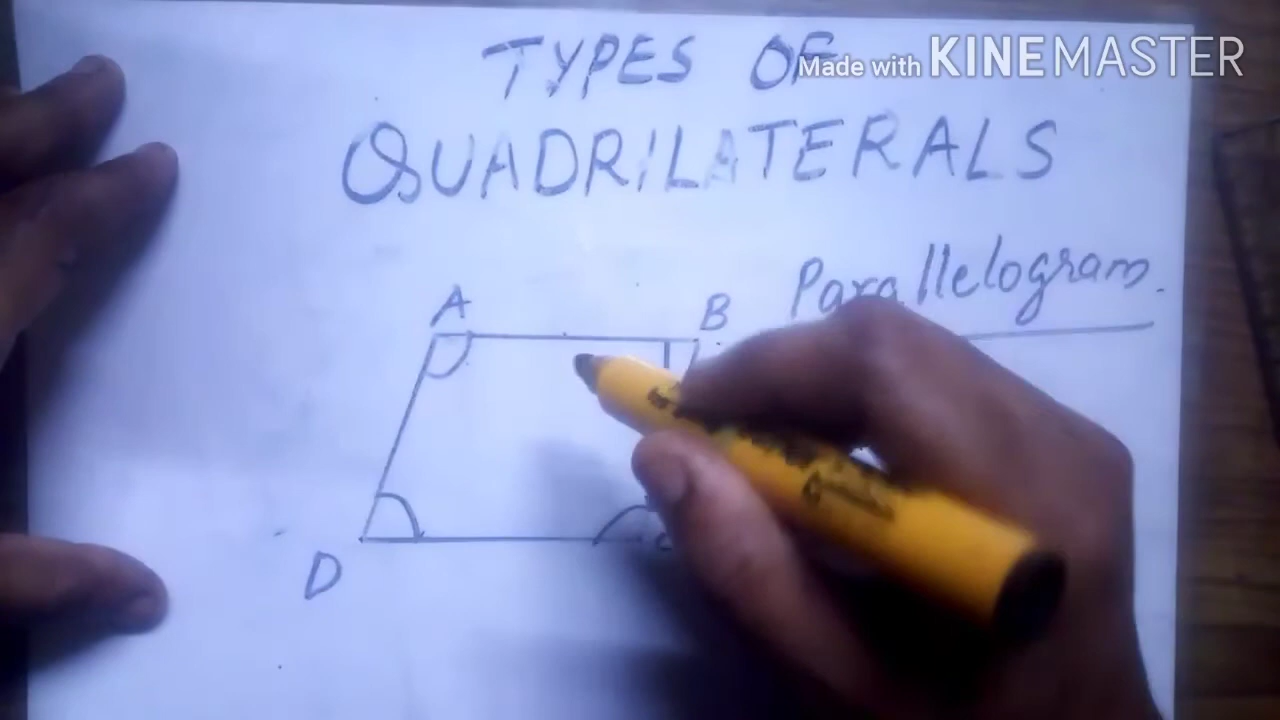 TYPES OF
Made with KINEMASTER
QUADRILATERALS
Parallelogram.
A B
D